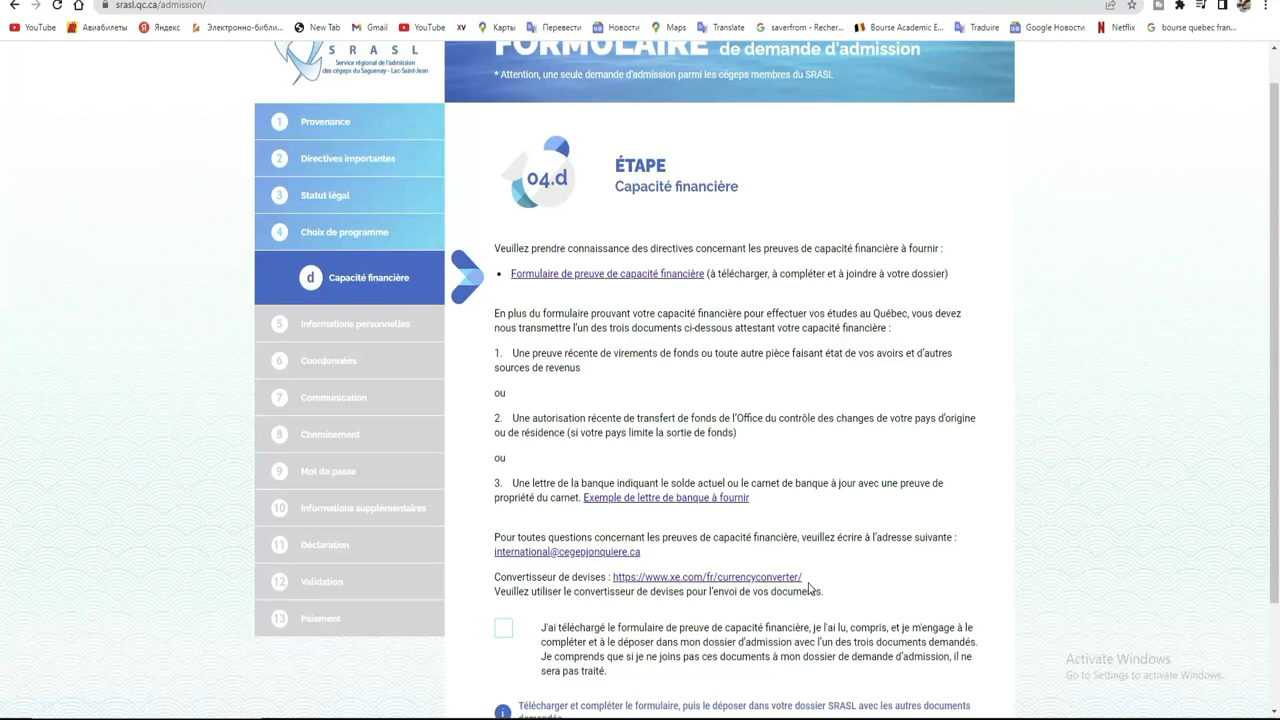 srasl.qc.ca/admission/
YouTube Авиабилеты Яндекс Электронно-библи... New Tab Gmail YouTube XV Карты Перевести Новости Maps Translate saverfrom - Recher... Bourse Academie E... Traduire Google Новости Netflix bourse quebec fran...
SRASL
Service régional de l'admission
des cégeps du Saguenay - Lac-Saint-Jean
FORMULAIRE de demande d'admission
* Attention, une seule demande d'admission parmi les cégeps membres du SRASL
1 Provenance
2 Directives importantes
3 Statut légal
4 Choix de programme
d Capacité financière
5 Informations personnelles
6 Coordonnées
7 Communication
8 Cheminement
9 Mot de passe
10 Informations supplémentaires
11 Déclaration
12 Validation
13 Paiement
04.d
ÉTAPE
Capacité financière
Veuillez prendre connaissance des directives concernant les preuves de capacité financière à fournir :
• Formulaire de preuve de capacité financière (à télécharger, à compléter et à joindre à votre dossier)
En plus du formulaire prouvant votre capacité financière pour effectuer vos études au Québec, vous devez
nous transmettre l'un des trois documents ci-dessous attestant votre capacité financière :
1. Une preuve récente de virements de fonds ou toute autre pièce faisant état de vos avoirs et d'autres
sources de revenus
ou
2. Une autorisation récente de transfert de fonds de l'Office du contrôle des changes de votre pays d'origine
ou de résidence (si votre pays limite la sortie de fonds)
ou
3. Une lettre de la banque indiquant le solde actuel ou le carnet de banque à jour avec une preuve de
propriété du carnet. Exemple de lettre de banque à fournir
Pour toutes questions concernant les preuves de capacité financière, veuillez écrire à l'adresse suivante :
international@cegepjonquiere.ca
Convertisseur de devises : https://www.xe.com/fr/currencyconverter/
Veuillez utiliser le convertisseur de devises pour l'envoi de vos documents.
J'ai téléchargé le formulaire de preuve de capacité financière, je l'ai lu, compris, et je m'engage à le
compléter et à le déposer dans mon dossier d'admission avec l'un des trois documents demandés.
Je comprends que si je ne joins pas ces documents à mon dossier de demande d'admission, il ne
sera pas traité.
Activate Windows
Go to Settings to activate Windows.
i Télécharger et compléter le formulaire, puis le déposer dans votre dossier SRASL avec les autres documents
demandés